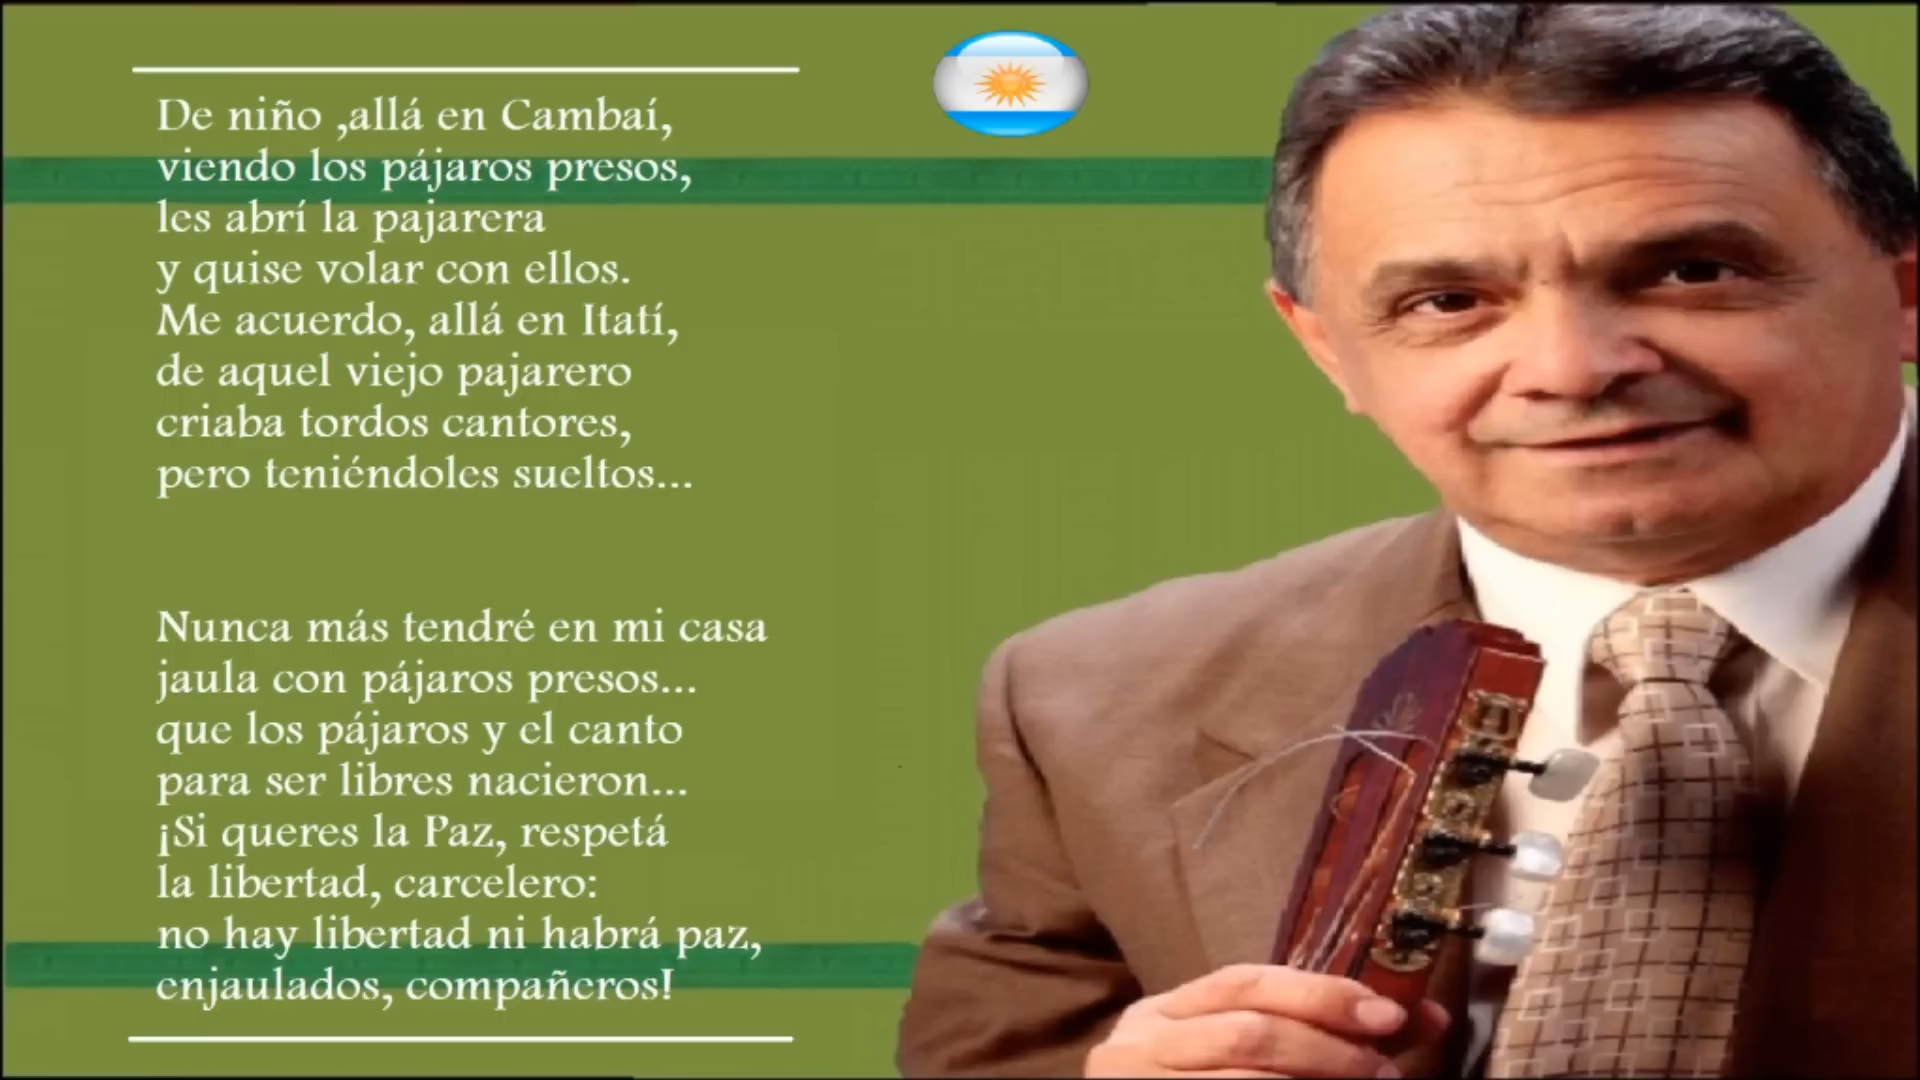 De niño ,allá en Cambaí,
viendo los pájaros presos,
les abrí la pajarera
y quise volar con ellos.
Me acuerdo, allá en Itatí,
de aquel viejo pajarero
criaba tordos cantores,
pero teniéndoles sueltos...
Nunca más tendré en mi casa
jaula con pájaros presos...
que los pájaros y el canto
para ser libres nacieron...
¡Si queres la Paz, respetá
la libertad, carcelero:
no hay libertad ni habrá paz,
enjaulados, compañeros!